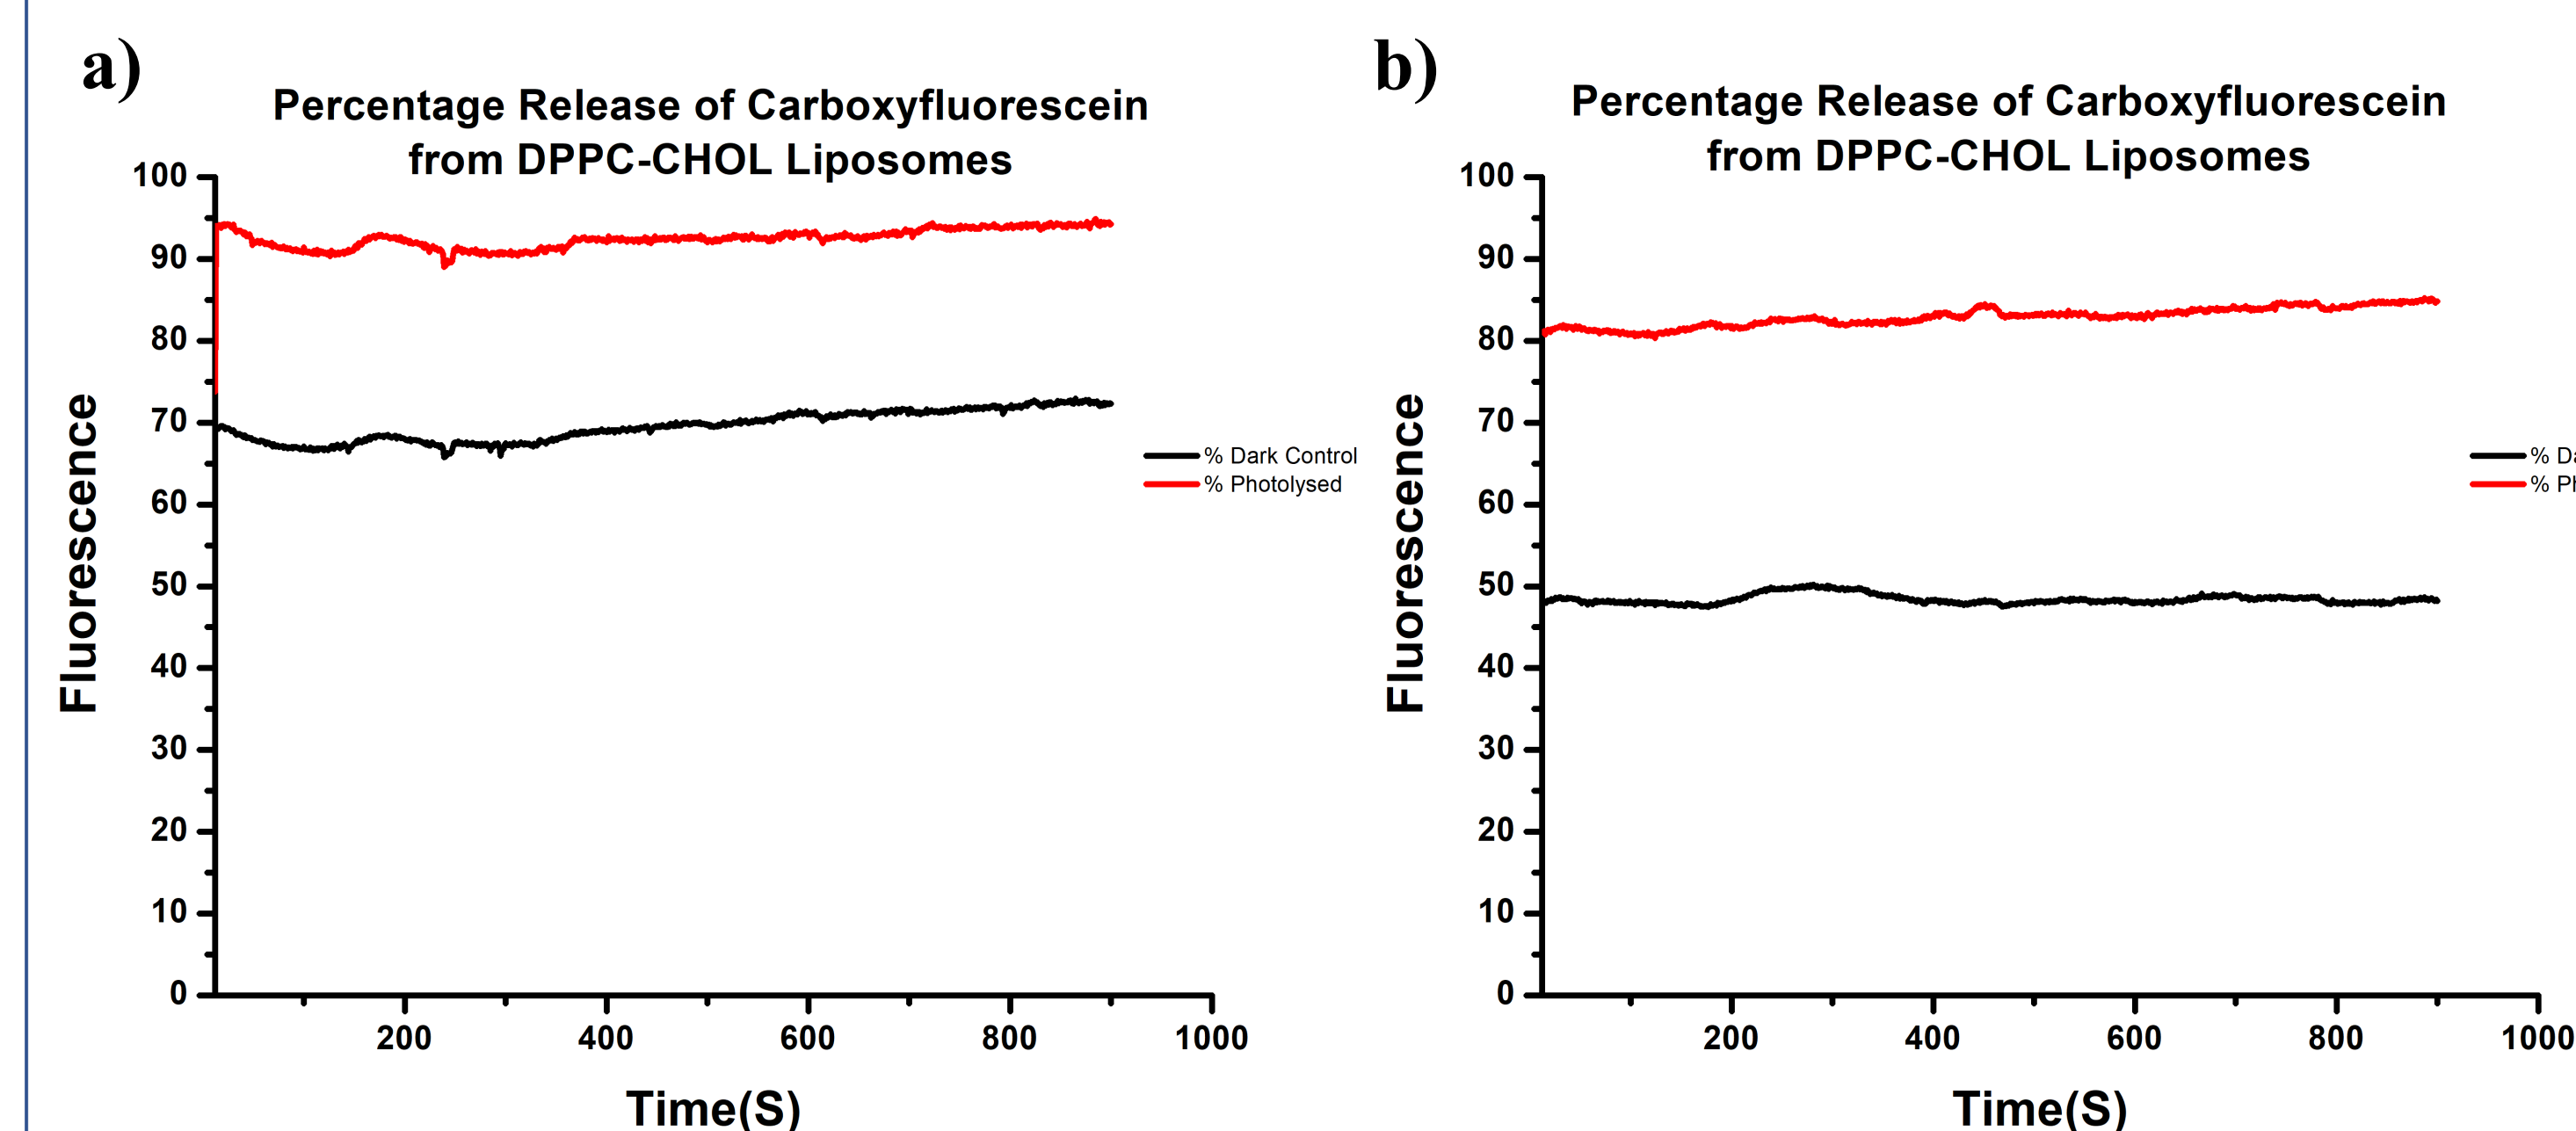 a)
Percentage Release of Carboxyfluorescein
from DPPC-CHOL Liposomes
100
90
80
70
60
50
40
30
20
10
0
Fluorescence
% Dark Control
% Photolysed
200 400 600 800 1000
Time(S)
b)
Percentage Release of Carboxyfluorescein
from DPPC-CHOL Liposomes
100
90
80
70
60
50
40
30
20
10
0
Fluorescence
% Da
% Ph
200 400 600 800 1000
Time(S)